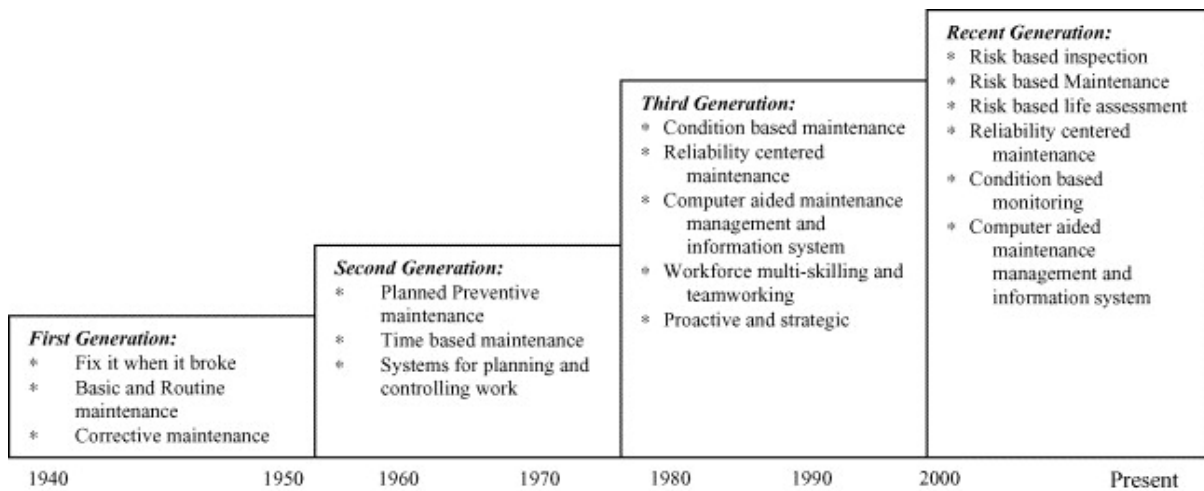 First Generation:
* Fix it when it broke
* Basic and Routine
maintenance
* Corrective maintenance
Second Generation:
* Planned Preventive
maintenance
* Time based maintenance
* Systems for planning and
controlling work
Third Generation:
* Condition based maintenance
* Reliability centered
maintenance
* Computer aided maintenance
management and
information system
* Workforce multi-skilling and
teamworking
* Proactive and strategic
Recent Generation:
* Risk based inspection
* Risk based Maintenance
* Risk based life assessment
* Reliability centered
maintenance
* Condition based
monitoring
* Computer aided
maintenance
management and
information system
1940 1950 1960 1970 1980 1990 2000 Present